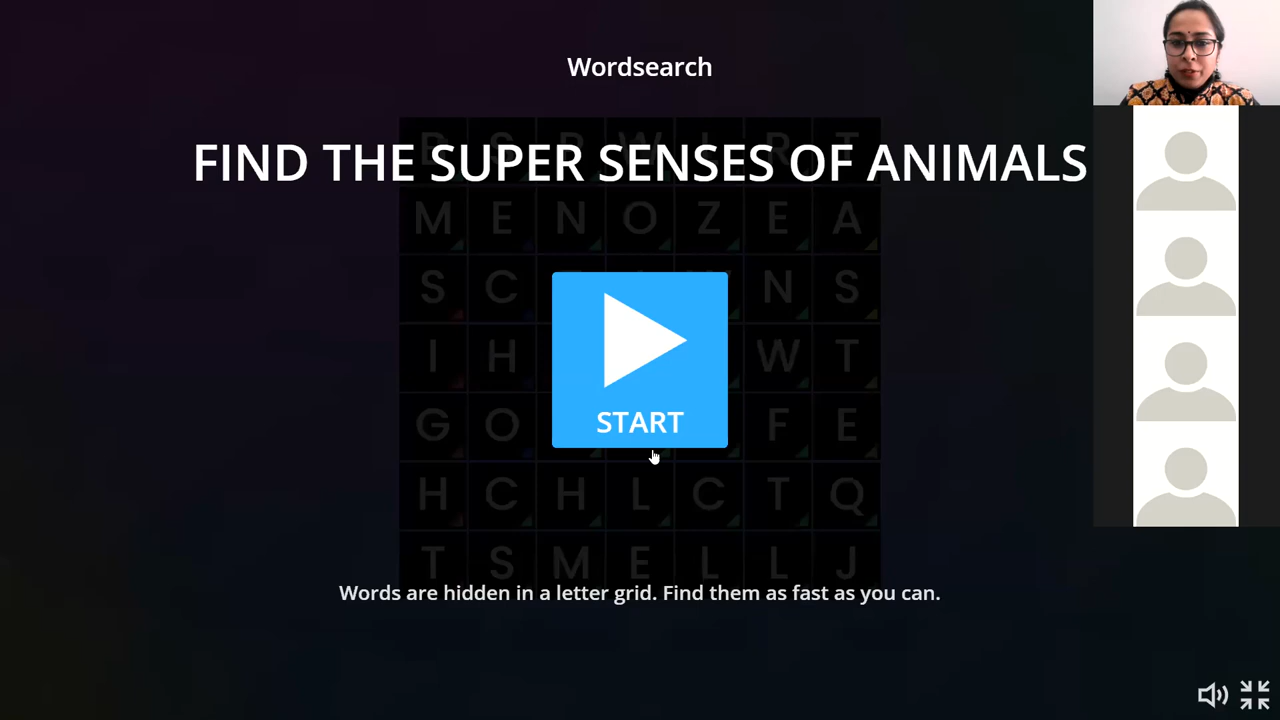 Wordsearch
FIND THE SUPER SENSES OF ANIMALS
M E N O Z E A
S C N S
I H W T
G O F E
START
H C H L C T Q
T S M E L L J
Words are hidden in a letter grid. Find them as fast as you can.